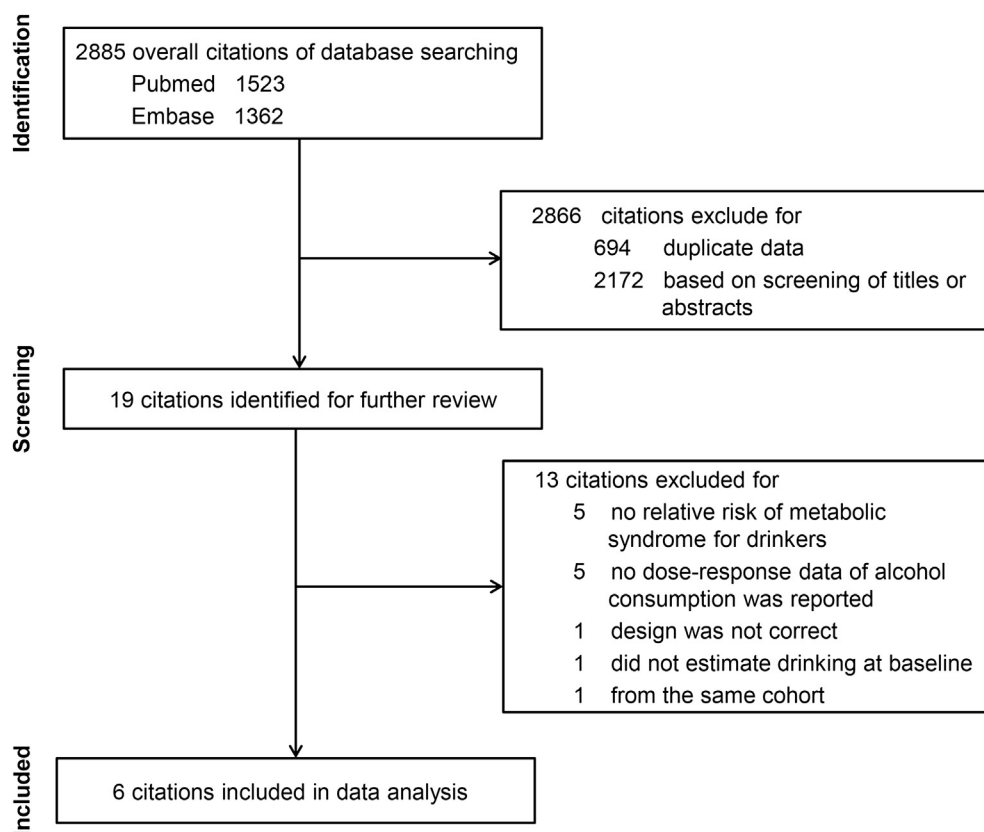 Identification
2885 overall citations of database searching
Pubmed 1523
Embase 1362
2866 citations exclude for
694 duplicate data
2172 based on screening of titles or
abstracts
Screening
19 citations identified for further review
13 citations excluded for
5 no relative risk of metabolic
syndrome for drinkers
5 no dose-response data of alcohol
consumption was reported
1 design was not correct
1 did not estimate drinking at baseline
1 from the same cohort
ncluded
6 citations included in data analysis